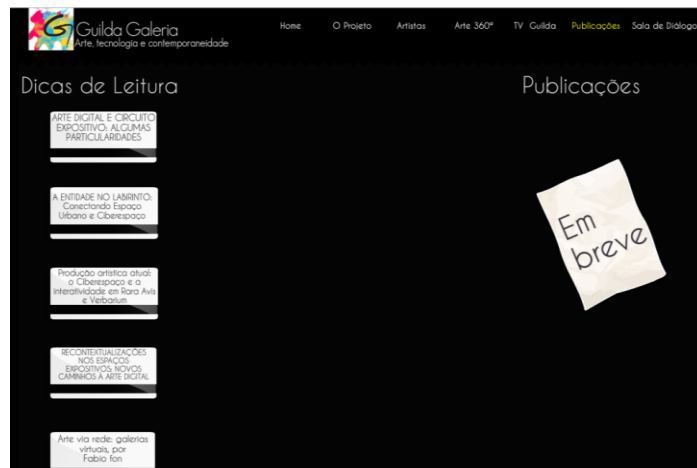 Guilda Galeria
Arte, tecnologia e contemporaneidade
Home O Projeto Artistas Arte 360º TV Guilda Publicações Sala de Diálogo
Dicas de Leitura
ARTE DIGITAL E CIRCUITO
EXPOSITIVO: ALGUMAS
PARTICULARIDADES
A ENTIDADE NO LABIRINTO:
Conectando Espaço
Urbano e Ciberespaço
Produção artística atual:
o Ciberespaço e a
interatividade em Rara Avis
e Verbarium
RECONTEXTUALIZAÇÕES
NOS ESPAÇOS
EXPOSITIVOS: NOVOS
CAMINHOS À ARTE DIGITAL
Arte via rede: galerias
virtuais, por
Fabio fon
Publicações
Em
breve